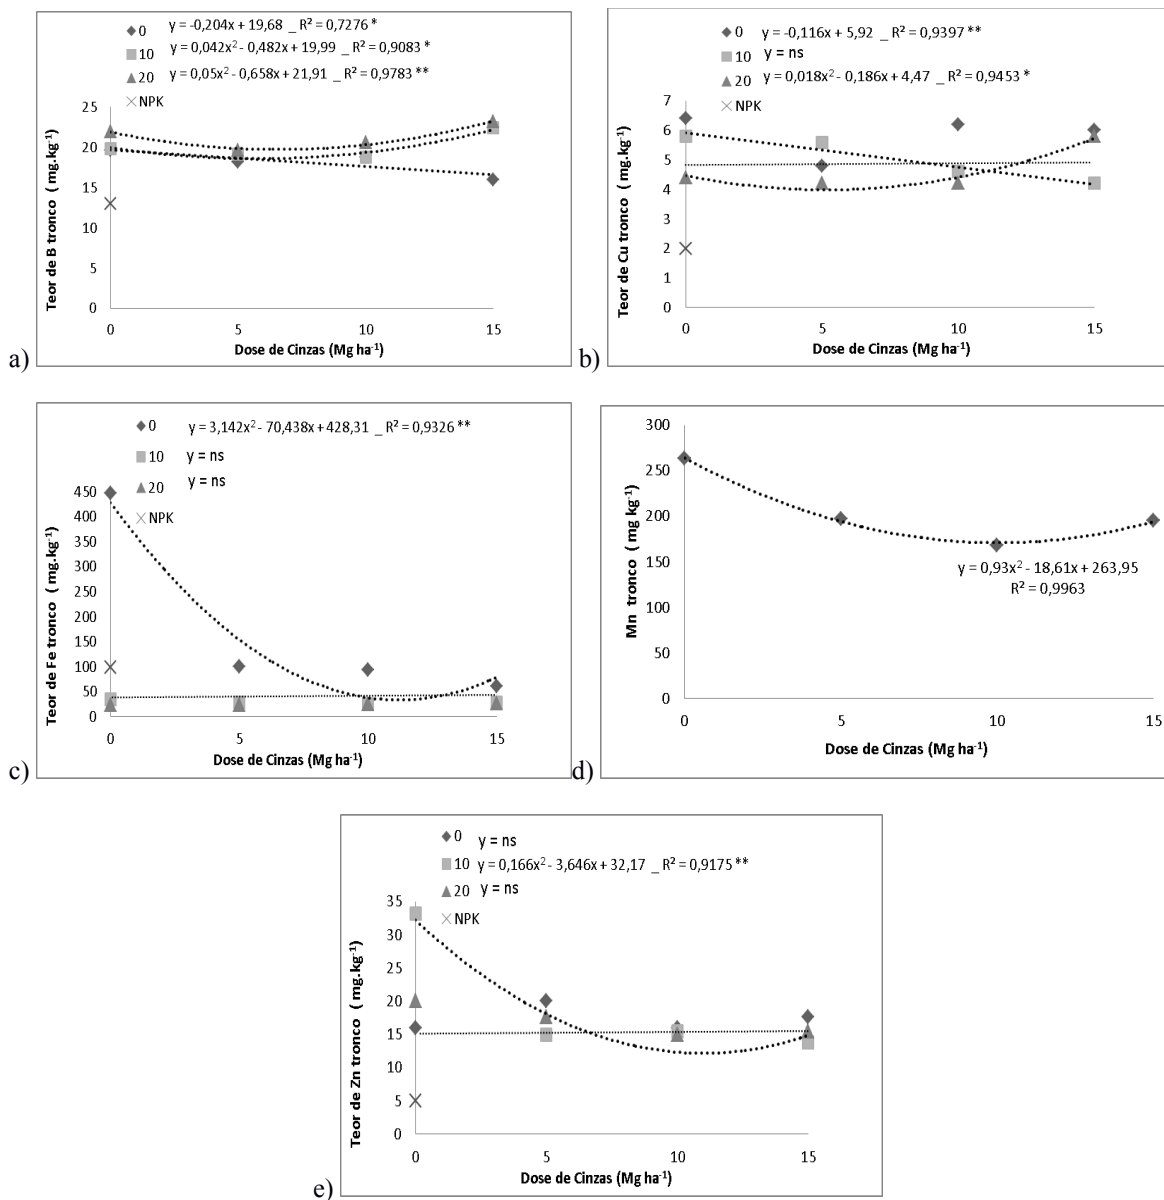 0 y = -0,204x + 19,68 _ R² = 0,7276 *
10 y = 0,042x² - 0,482x + 19,99 _ R² = 0,9083 *
20 y = 0,05x² - 0,658x + 21,91 _ R² = 0,9783 **
NPK
25
20
15
10
5
0
0 5 10 15
Teor de B tronco ( mg.kg⁻¹)
Dose de Cinzas (Mg ha⁻¹)
a)
0 y = -0,116x + 5,92 _ R² = 0,9397 **
10 y = ns
20 y = 0,018x² - 0,186x + 4,47 _ R² = 0,9453 *
NPK
7
6
5
4
3
2
1
0
0 5 10 15
Teor de Cu tronco ( mg.kg⁻¹)
Dose de Cinzas (Mg ha⁻¹)
b)
0 y = 3,142x² - 70,438x + 428,31 _ R² = 0,9326 **
10 y = ns
20 y = ns
NPK
450
400
350
300
250
200
150
100
50
0
0 5 10 15
Teor de Fe tronco ( mg.kg⁻¹)
Dose de Cinzas (Mg ha⁻¹)
c)
300
250
200
150
100
50
0
0 5 10 15
Mn tronco ( mg kg⁻¹)
y = 0,93x² - 18,61x + 263,95
R² = 0,9963
Dose de Cinzas (Mg ha⁻¹)
d)
0 y = ns
10 y = 0,166x² - 3,646x + 32,17 _ R² = 0,9175 **
20 y = ns
NPK
35
30
25
20
15
10
5
0
0 5 10 15
Teor de Zn tronco ( mg.kg⁻¹)
Dose de Cinzas (Mg ha⁻¹)
e)